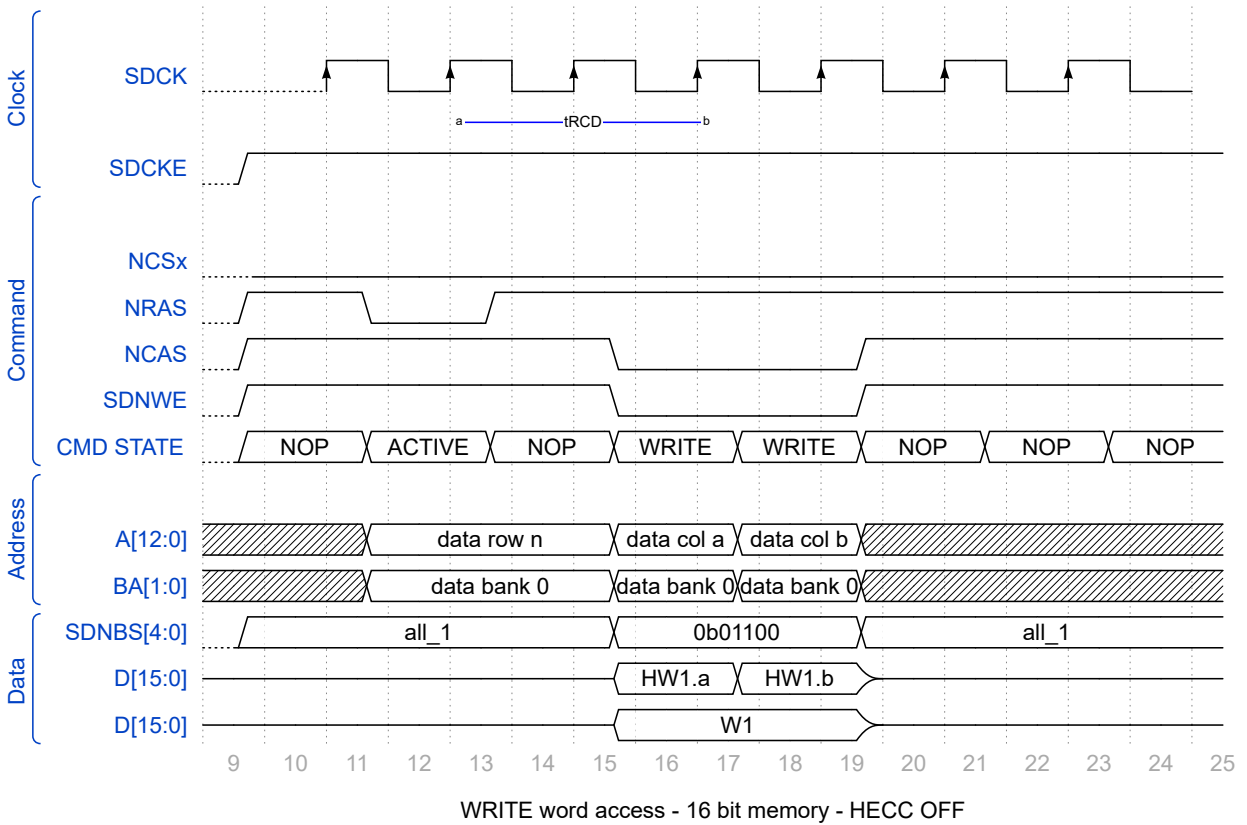 Clock
SDCK
a tRCD b
SDCKE
Command
NCSx
NRAS
NCAS
SDNWE
CMD STATE NOP ACTIVE NOP WRITE WRITE NOP NOP NOP
Address
A[12:0] data row n data col a data col b
BA[1:0] data bank 0 data bank 0 data bank 0
Data
SDNBS[4:0] all_1 0b01100 all_1
D[15:0] HW1.a HW1.b
D[15:0] W1
9 10 11 12 13 14 15 16 17 18 19 20 21 22 23 24 25
WRITE word access - 16 bit memory - HECC OFF